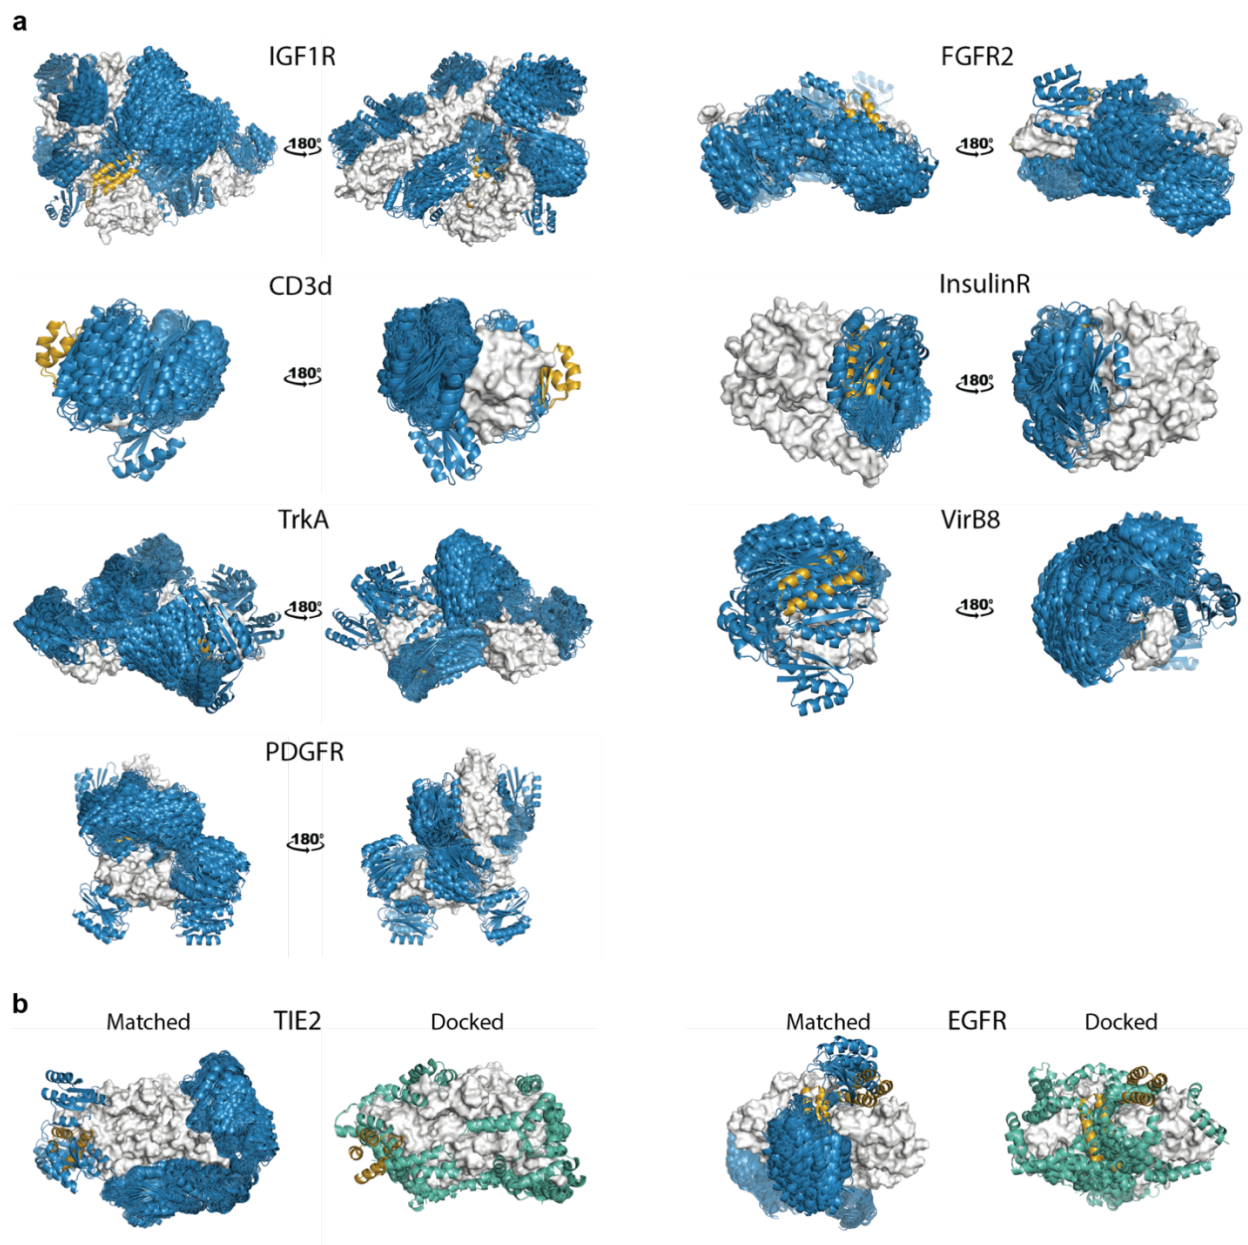 a
IGF1R
FGFR2
180°
180°
CD3d
InsulinR
180°
180°
TrkA
VirB8
180°
180°
PDGFR
180°
b
Matched TIE2 Docked
Matched EGFR Docked